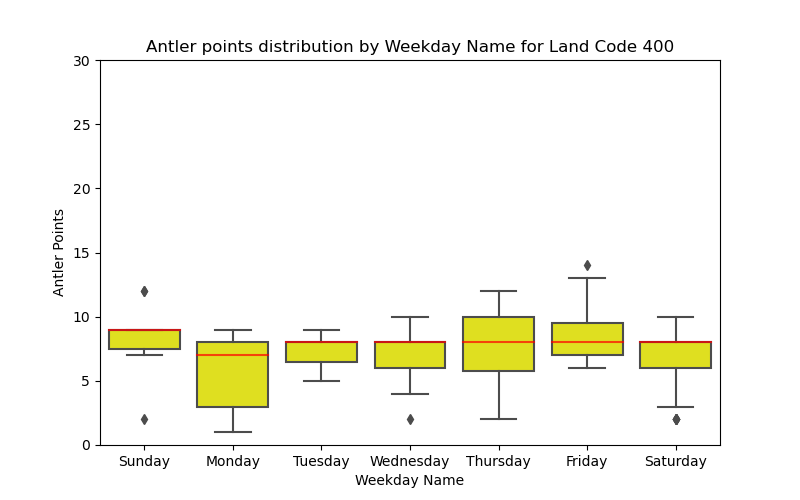 Antler points distribution by Weekday Name for Land Code 400
30
25
20
15
10
5
0
Antler Points
Sunday Monday Tuesday Wednesday Thursday Friday Saturday
Weekday Name